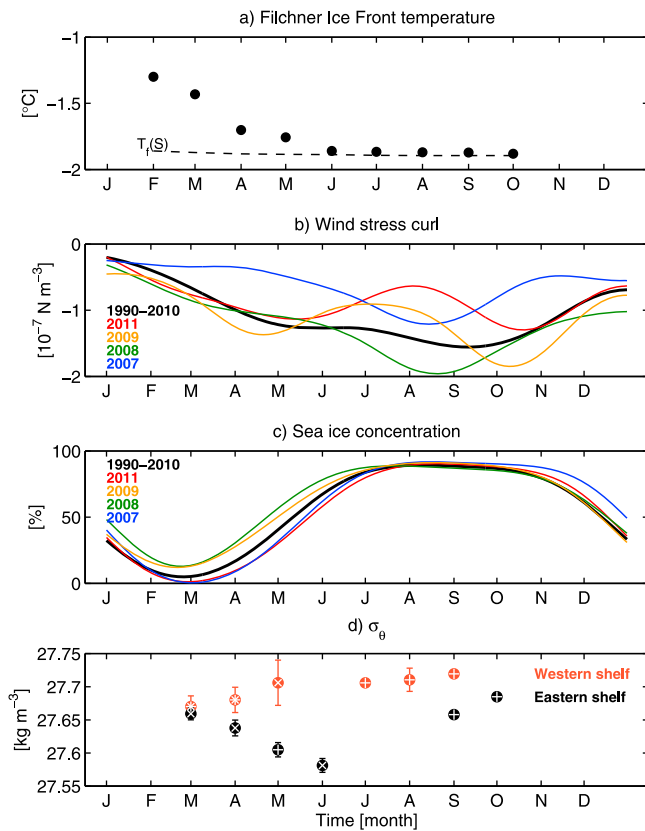 a) Filchner Ice Front temperature
−1
−1.5
−2
[°C]
T_f(S)
J F M A M J J A S O N D
b) Wind stress curl
0
−1
−2
[10⁻⁷ N m⁻³]
1990−2010
2011
2009
2008
2007
J F M A M J J A S O N D
c) Sea ice concentration
100
50
0
[%]
1990−2010
2011
2009
2008
2007
J F M A M J J A S O N D
d) σ_θ
27.75
27.7
27.65
27.6
27.55
[kg m⁻³]
Western shelf
Eastern shelf
J F M A M J J A S O N D
Time [month]